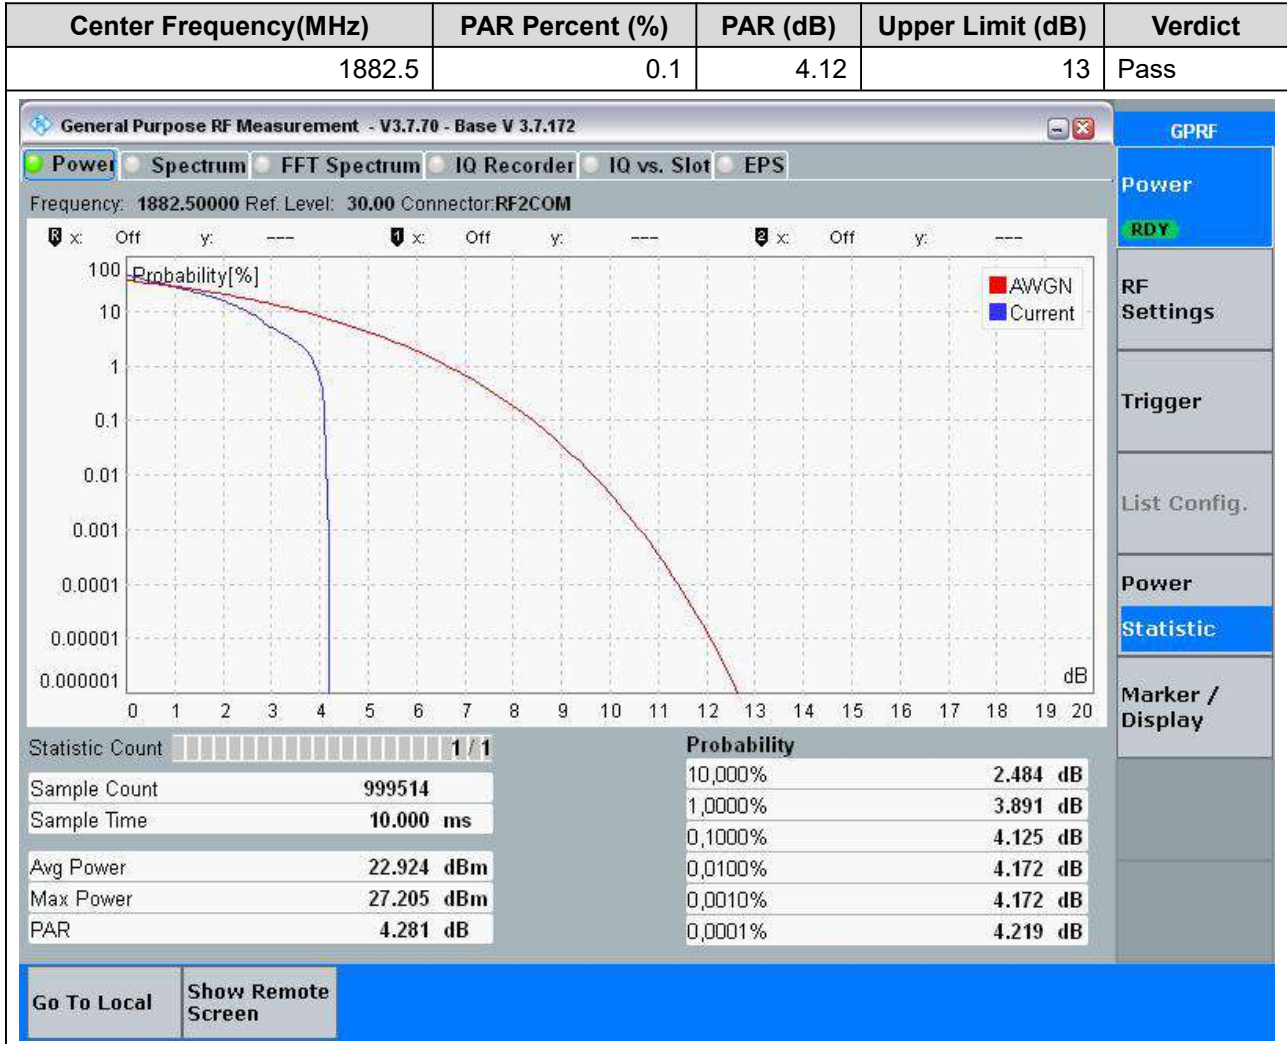 Center Frequency(MHz) PAR Percent (%) PAR (dB) Upper Limit (dB) Verdict
1882.5 0.1 4.12 13 Pass
General Purpose RF Measurement - V3.7.70 - Base V 3.7.172
GPRF
Power Spectrum FFT Spectrum IQ Recorder IQ vs. Slot EPS
Frequency: 1882.50000 Ref. Level: 30.00 Connector:RF2COM
R x: Off y: --- 1 x: Off y: --- 2 x: Off y: ---
Probability[%]
AWGN
Current
100
10
1
0.1
0.01
0.001
0.0001
0.00001
0.000001
dB
0 1 2 3 4 5 6 7 8 9 10 11 12 13 14 15 16 17 18 19 20
Statistic Count 1 / 1
Sample Count 999514
Sample Time 10.000 ms
Avg Power 22.924 dBm
Max Power 27.205 dBm
PAR 4.281 dB
Probability
10,000% 2.484 dB
1,0000% 3.891 dB
0,1000% 4.125 dB
0,0100% 4.172 dB
0,0010% 4.172 dB
0,0001% 4.219 dB
Power
RDY
RF
Settings
Trigger
List Config.
Power
Statistic
Marker /
Display
Go To Local
Show Remote
Screen